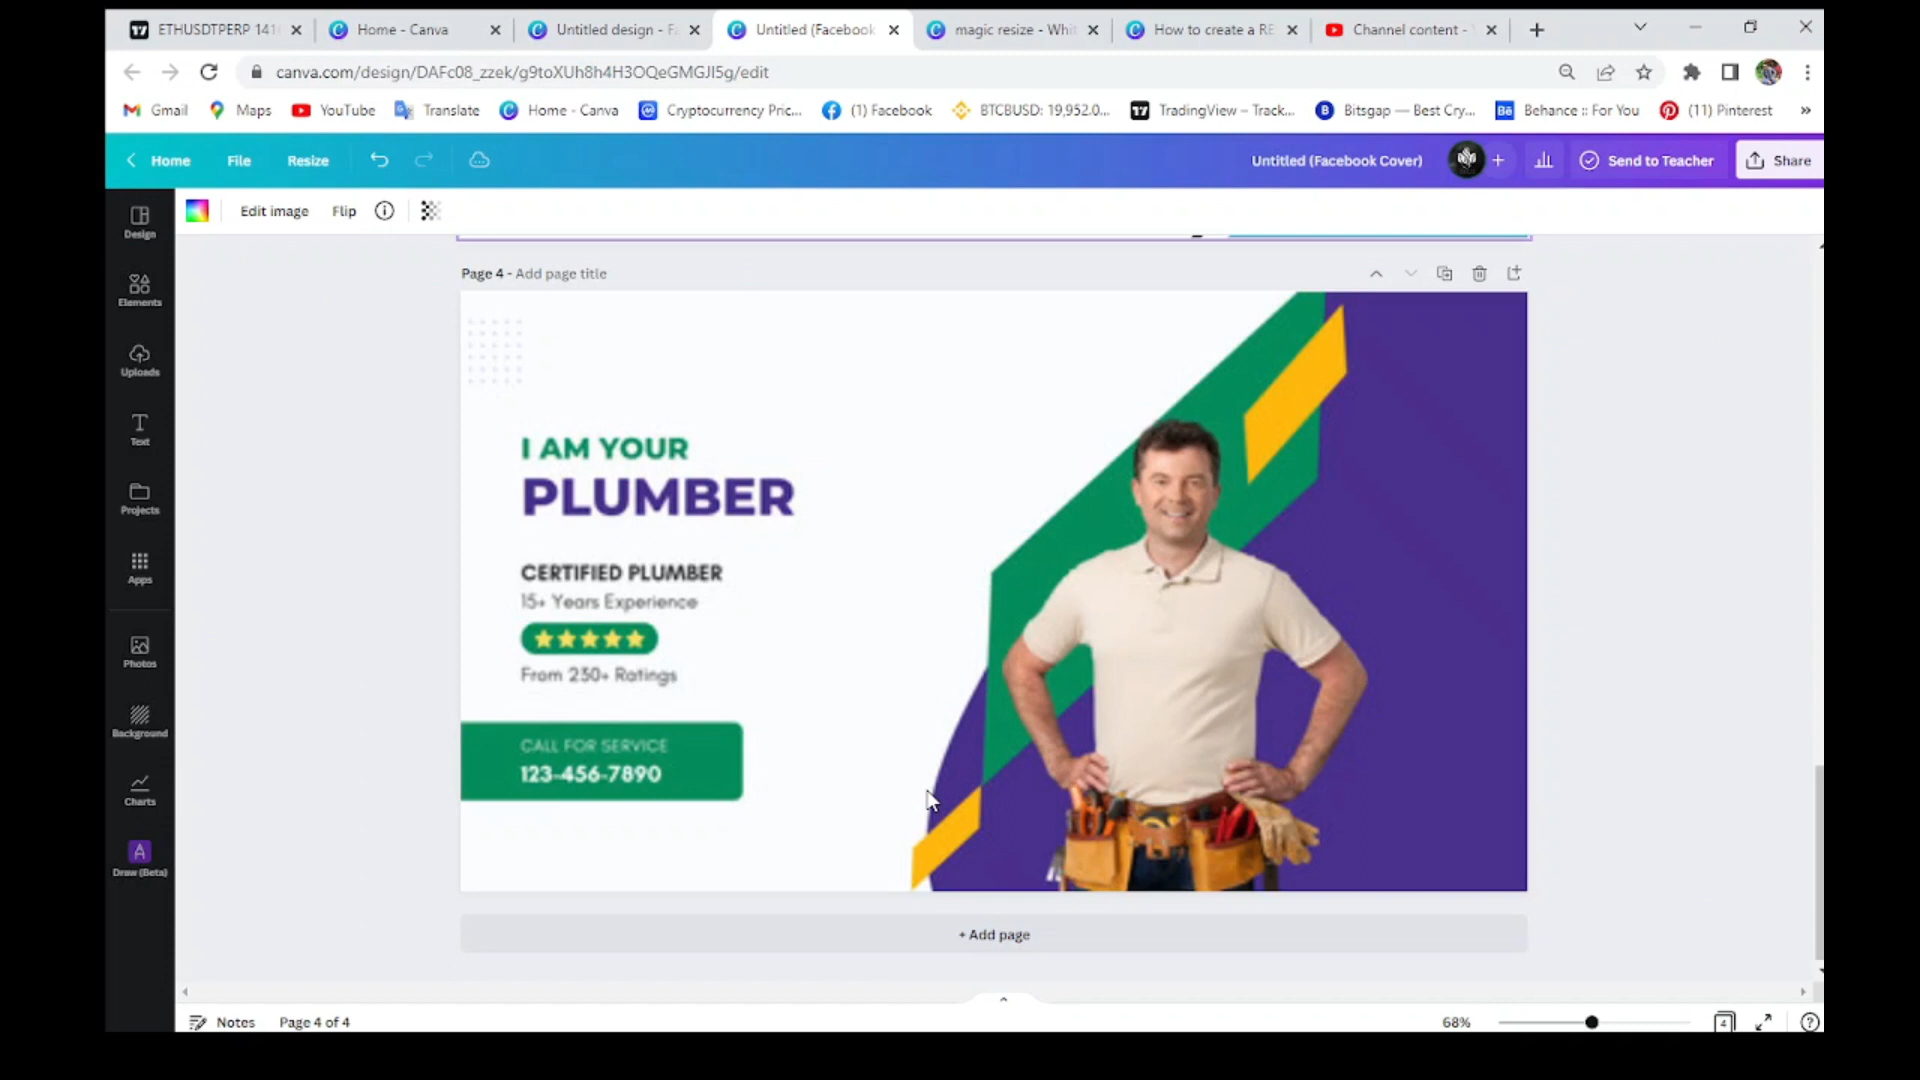 ETHUSDTPERP 141
Home - Canva
Untitled design - F
Untitled (Facebook
magic resize - Whi
How to create a RE
Channel content -
canva.com/design/DAFc08_zzek/g9toXUh8h4H3OQeGMGJI5g/edit
Gmail
Maps
YouTube
Translate
Home - Canva
Cryptocurrency Pric...
(1) Facebook
BTCBUSD: 19,952.0...
TradingView – Track...
Bitsgap — Best Cry...
Behance :: For You
(11) Pinterest
»
Home
File
Resize
Untitled (Facebook Cover)
Send to Teacher
Share
Edit image
Flip
Design
Elements
Uploads
Text
Projects
Apps
Photos
Background
Charts
Draw (Beta)
Page 4 - Add page title
I AM YOUR
PLUMBER
CERTIFIED PLUMBER
15+ Years Experience
From 230+ Ratings
CALL FOR SERVICE
123-456-7890
+ Add page
Notes
Page 4 of 4
68%
4